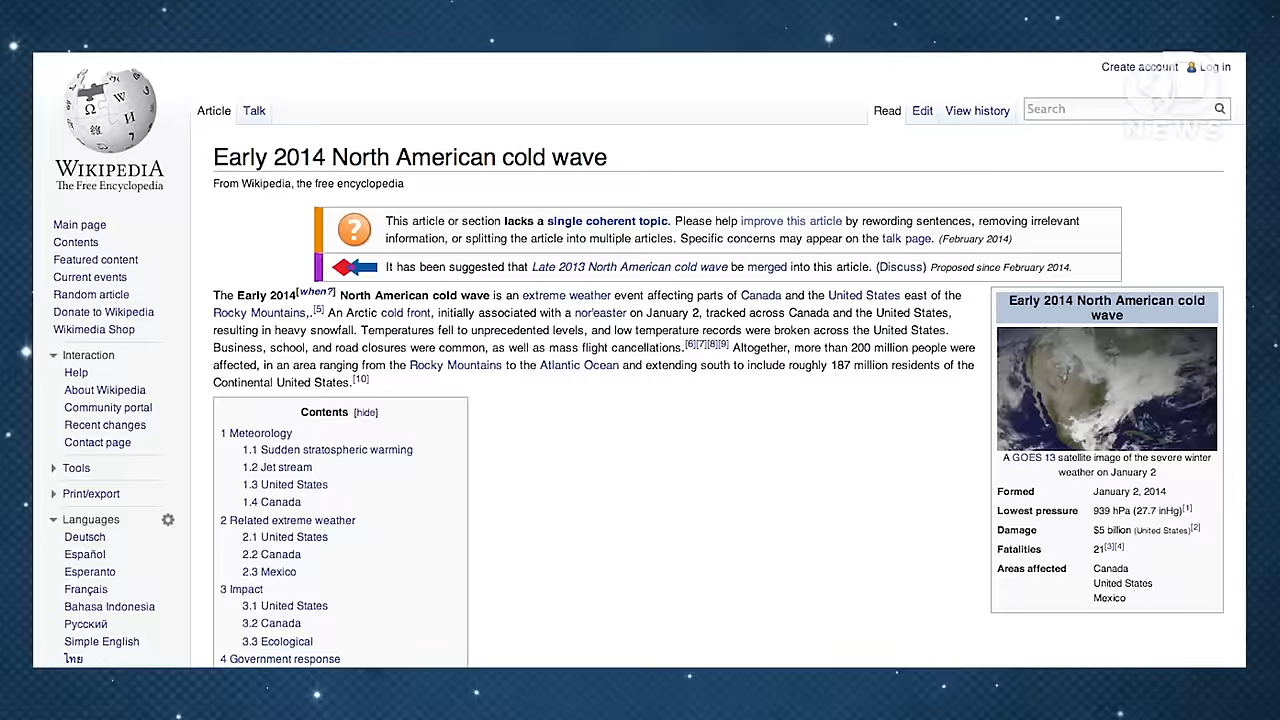 Create account Log in
Article Talk Read Edit View history Search
NEWS
WIKIPEDIA
The Free Encyclopedia
Main page
Contents
Featured content
Current events
Random article
Donate to Wikipedia
Wikimedia Shop
Interaction
Help
About Wikipedia
Community portal
Recent changes
Contact page
Tools
Print/export
Languages
Deutsch
Español
Esperanto
Français
Bahasa Indonesia
Русский
Simple English
ไทย
Early 2014 North American cold wave
From Wikipedia, the free encyclopedia
This article or section lacks a single coherent topic. Please help improve this article by rewording sentences, removing irrelevant
information, or splitting the article into multiple articles. Specific concerns may appear on the talk page. (February 2014)
It has been suggested that Late 2013 North American cold wave be merged into this article. (Discuss) Proposed since February 2014.
The Early 2014[when?] North American cold wave is an extreme weather event affecting parts of Canada and the United States east of the
Rocky Mountains,.[5] An Arctic cold front, initially associated with a nor'easter on January 2, tracked across Canada and the United States,
resulting in heavy snowfall. Temperatures fell to unprecedented levels, and low temperature records were broken across the United States.
Business, school, and road closures were common, as well as mass flight cancellations.[6][7][8][9] Altogether, more than 200 million people were
affected, in an area ranging from the Rocky Mountains to the Atlantic Ocean and extending south to include roughly 187 million residents of the
Continental United States.[10]
Contents [hide]
1 Meteorology
1.1 Sudden stratospheric warming
1.2 Jet stream
1.3 United States
1.4 Canada
2 Related extreme weather
2.1 United States
2.2 Canada
2.3 Mexico
3 Impact
3.1 United States
3.2 Canada
3.3 Ecological
4 Government response
Early 2014 North American cold
wave
A GOES 13 satellite image of the severe winter
weather on January 2
Formed January 2, 2014
Lowest pressure 939 hPa (27.7 inHg)[1]
Damage $5 billion (United States)[2]
Fatalities 21[3][4]
Areas affected Canada
United States
Mexico